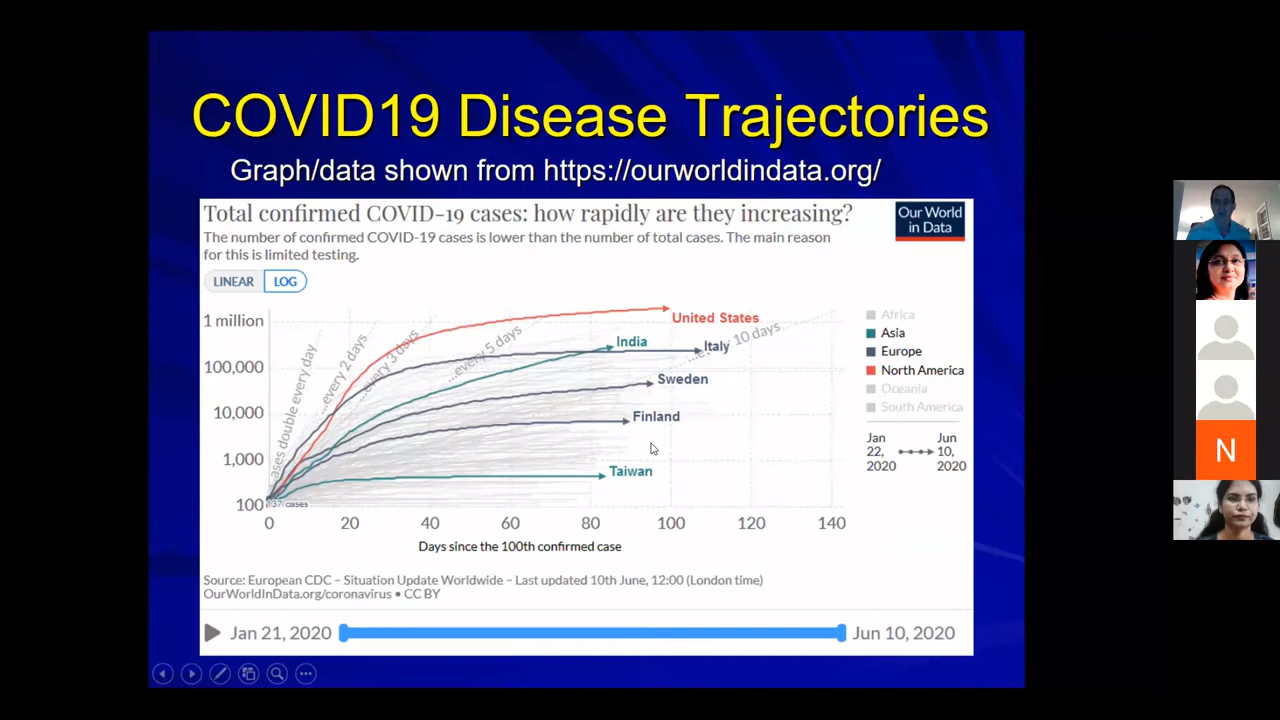 COVID19 Disease Trajectories
Graph/data shown from https://ourworldindata.org/
Total confirmed COVID-19 cases: how rapidly are they increasing?
Our World
in Data
The number of confirmed COVID-19 cases is lower than the number of total cases. The main reason
for this is limited testing.
LINEAR
LOG
1 million
100,000
10,000
1,000
100
...every 2 days
...every 3 days
...every 5 days
10 days
United States
India
Italy
Sweden
Finland
Taiwan
37 cases
Africa
Asia
Europe
North America
Oceania
South America
Jan
22,
2020
Jun
10,
2020
0
20
40
60
80
100
120
140
Days since the 100th confirmed case
Source: European CDC – Situation Update Worldwide – Last updated 10th June, 12:00 (London time)
OurWorldInData.org/coronavirus • CC BY
Jan 21, 2020
Jun 10, 2020
N